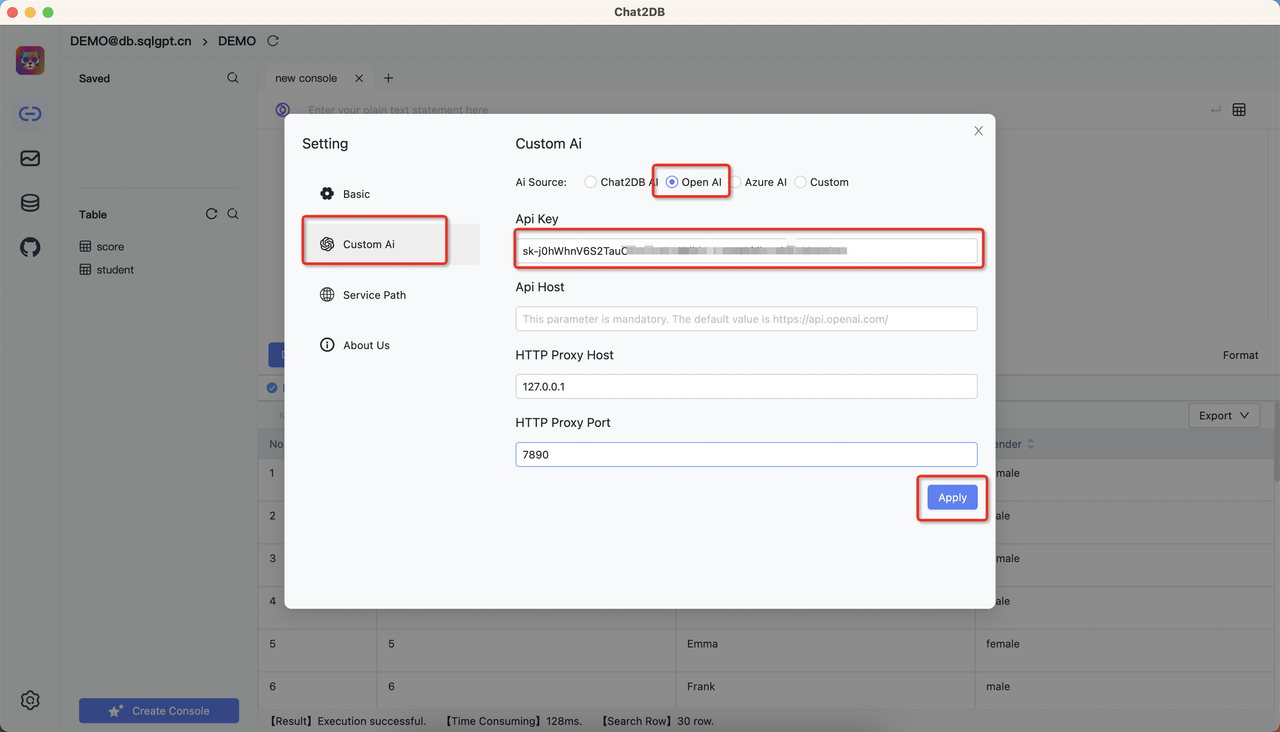 Chat2DB
DEMO@db.sqlgpt.cn > DEMO
Saved
new console
Enter your plain text statement here
Setting
Custom Ai
Ai Source: Chat2DB AI Open AI Azure AI Custom
Basic
Api Key
Table
sk-j0hWhnV6S2Tau
score
Custom Ai
student
Api Host
Service Path
This parameter is mandatory. The default value is https://api.openai.com/
About Us
HTTP Proxy Host
Format
127.0.0.1
Export
HTTP Proxy Port
No
ender
7890
1
male
Apply
2
ale
3
male
4
ale
5 5 Emma female
6 6 Frank male
Create Console
【Result】Execution successful. 【Time Consuming】128ms. 【Search Row】30 row.